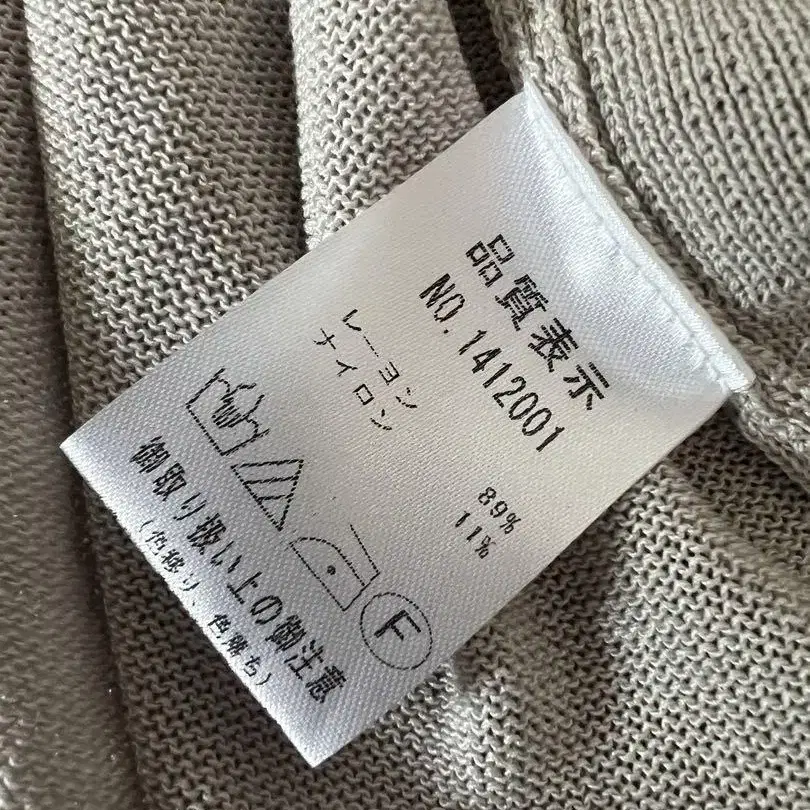 品質表示
NO.1412001
レーヨン 89%
ナイロン 11%
F
御取り扱い上の御注意
(色移り、色落ち)